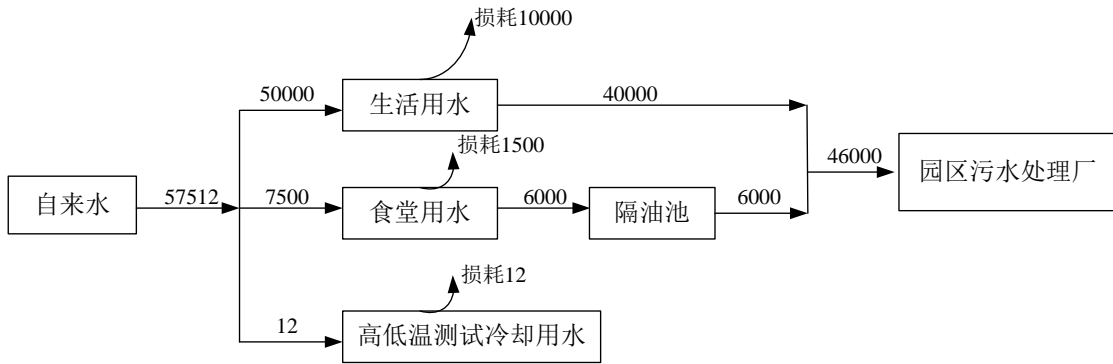 损耗10000
50000
生活用水
40000
损耗1500
46000
园区污水处理厂
自来水
57512
7500
食堂用水
6000
隔油池
6000
损耗12
12
高低温测试冷却用水